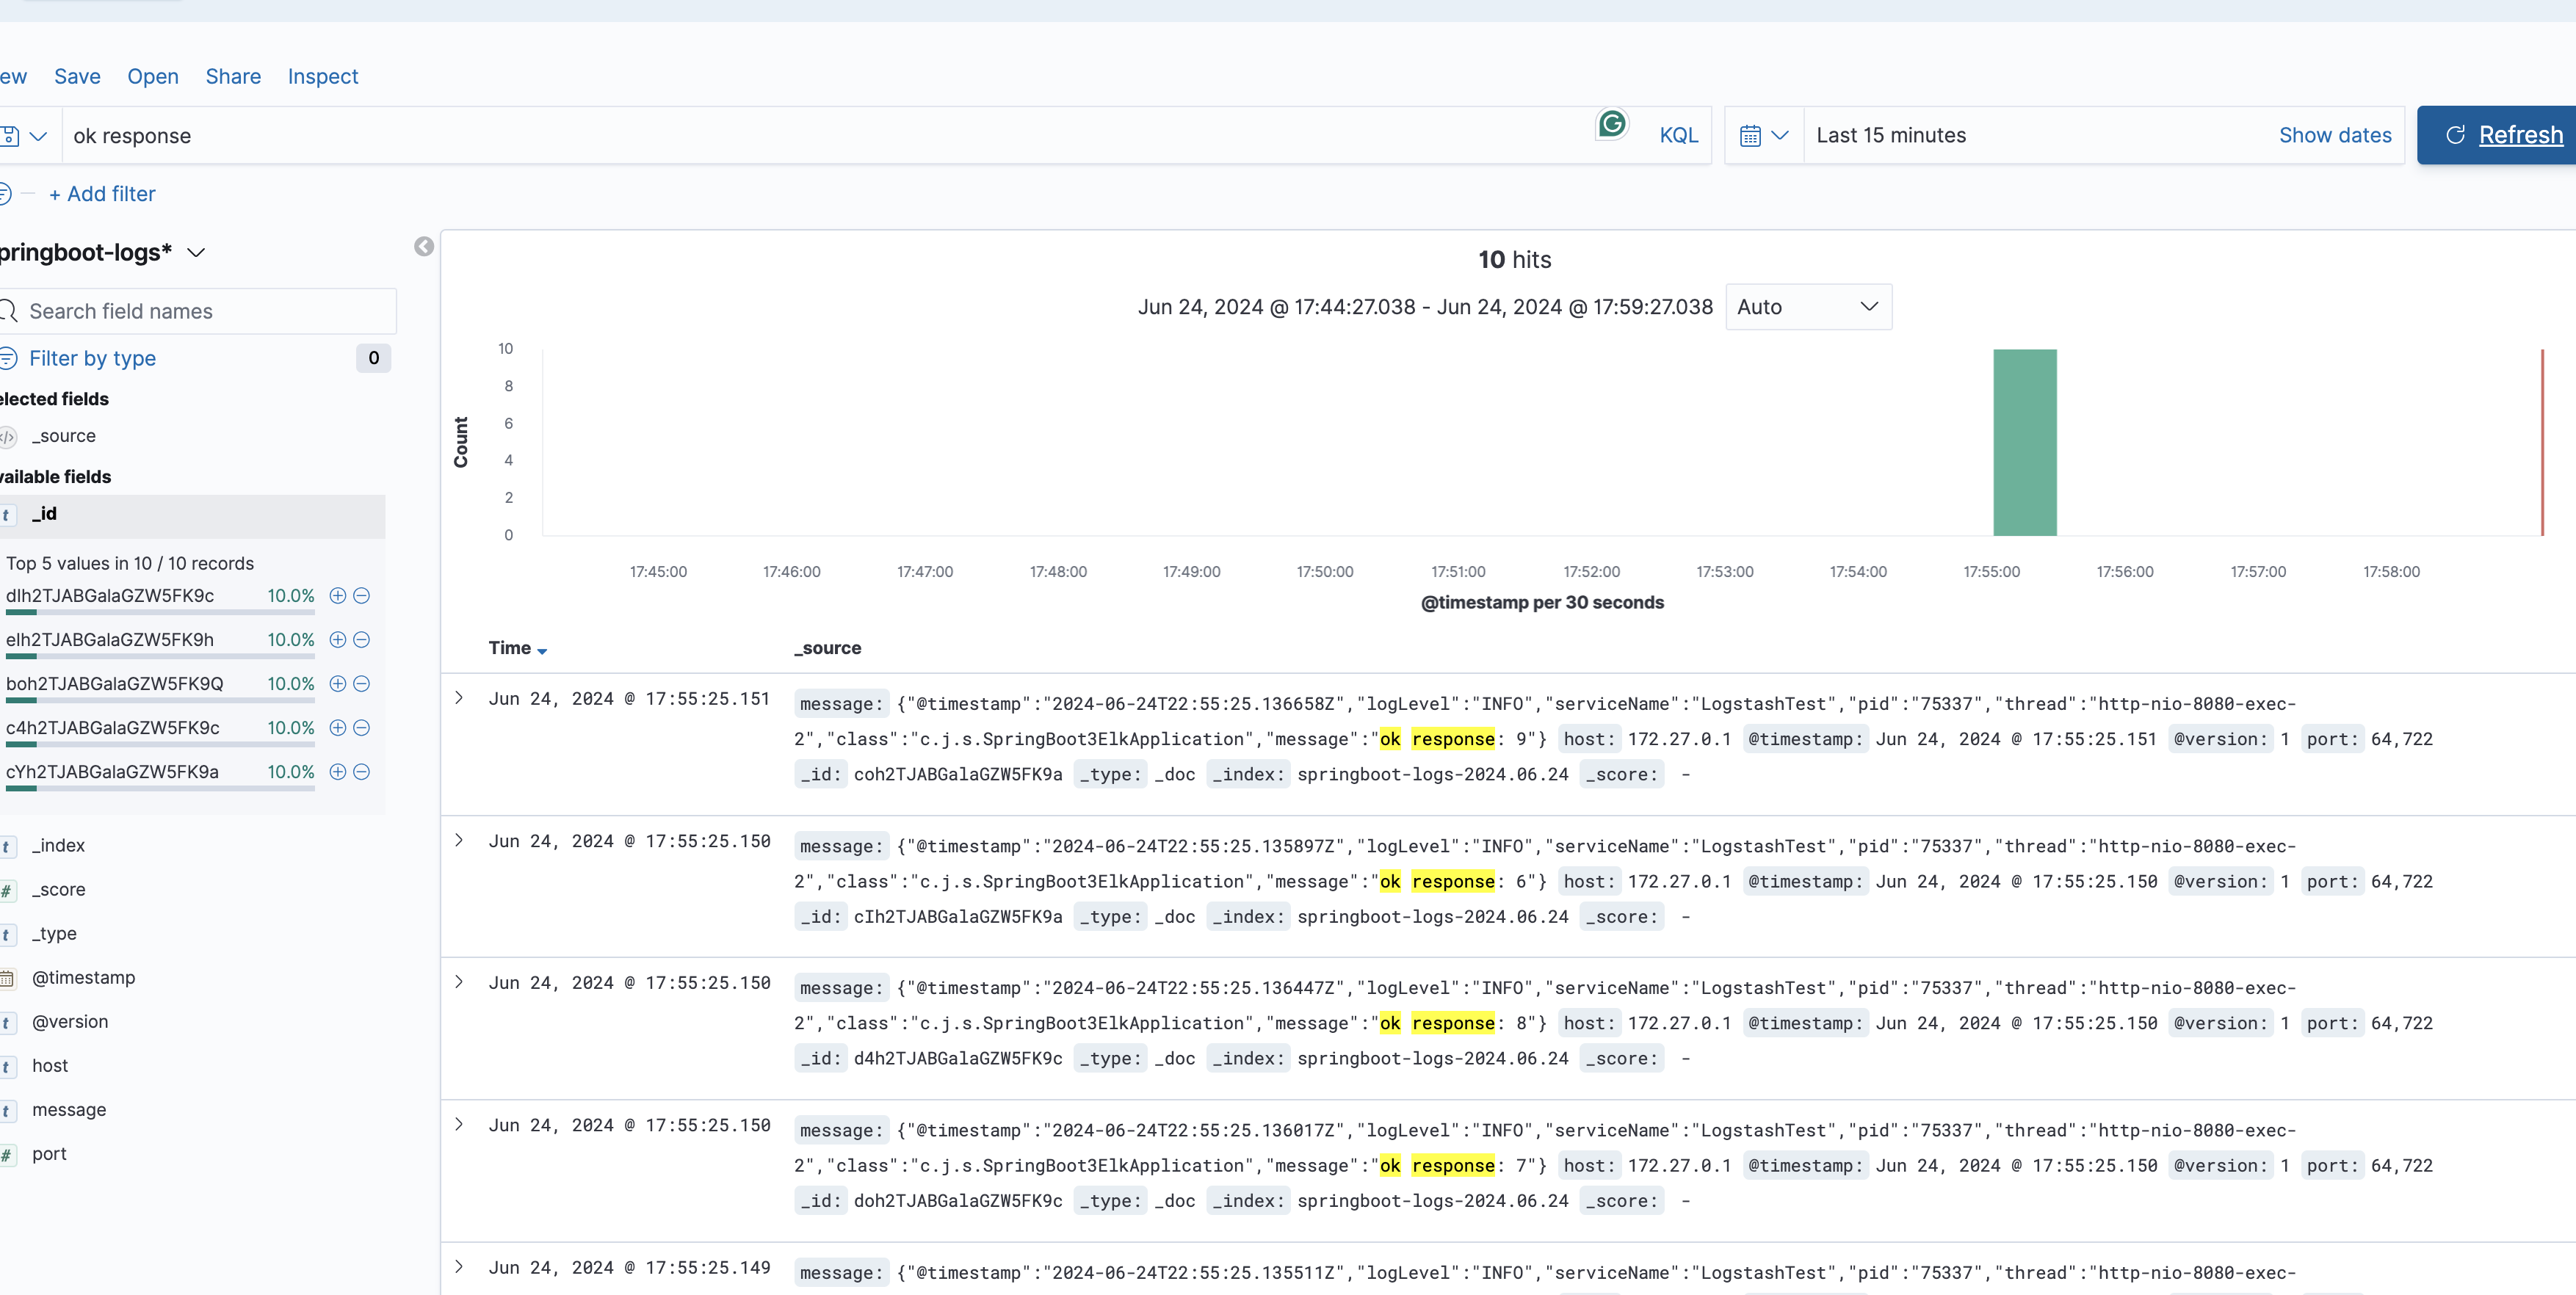 ew Save Open Share Inspect
ok response KQL Last 15 minutes Show dates Refresh
+ Add filter
pringboot-logs*
Search field names
Filter by type 0
elected fields
_source
vailable fields
t _id
Top 5 values in 10 / 10 records
dIh2TJABGalaGZW5FK9c 10.0%
eIh2TJABGalaGZW5FK9h 10.0%
boh2TJABGalaGZW5FK9Q 10.0%
c4h2TJABGalaGZW5FK9c 10.0%
cYh2TJABGalaGZW5FK9a 10.0%
t _index
# _score
t _type
@timestamp
t @version
t host
t message
# port
10 hits
Jun 24, 2024 @ 17:44:27.038 - Jun 24, 2024 @ 17:59:27.038 Auto
Count
10
8
6
4
2
0
17:45:00 17:46:00 17:47:00 17:48:00 17:49:00 17:50:00 17:51:00 17:52:00 17:53:00 17:54:00 17:55:00 17:56:00 17:57:00 17:58:00
@timestamp per 30 seconds
Time _source
Jun 24, 2024 @ 17:55:25.151 message: {"@timestamp":"2024-06-24T22:55:25.136658Z","logLevel":"INFO","serviceName":"LogstashTest","pid":"75337","thread":"http-nio-8080-exec-
2","class":"c.j.s.SpringBoot3ElkApplication","message":"ok response: 9"} host: 172.27.0.1 @timestamp: Jun 24, 2024 @ 17:55:25.151 @version: 1 port: 64,722
_id: coh2TJABGalaGZW5FK9a _type: _doc _index: springboot-logs-2024.06.24 _score: -
Jun 24, 2024 @ 17:55:25.150 message: {"@timestamp":"2024-06-24T22:55:25.135897Z","logLevel":"INFO","serviceName":"LogstashTest","pid":"75337","thread":"http-nio-8080-exec-
2","class":"c.j.s.SpringBoot3ElkApplication","message":"ok response: 6"} host: 172.27.0.1 @timestamp: Jun 24, 2024 @ 17:55:25.150 @version: 1 port: 64,722
_id: cIh2TJABGalaGZW5FK9a _type: _doc _index: springboot-logs-2024.06.24 _score: -
Jun 24, 2024 @ 17:55:25.150 message: {"@timestamp":"2024-06-24T22:55:25.136447Z","logLevel":"INFO","serviceName":"LogstashTest","pid":"75337","thread":"http-nio-8080-exec-
2","class":"c.j.s.SpringBoot3ElkApplication","message":"ok response: 8"} host: 172.27.0.1 @timestamp: Jun 24, 2024 @ 17:55:25.150 @version: 1 port: 64,722
_id: d4h2TJABGalaGZW5FK9c _type: _doc _index: springboot-logs-2024.06.24 _score: -
Jun 24, 2024 @ 17:55:25.150 message: {"@timestamp":"2024-06-24T22:55:25.136017Z","logLevel":"INFO","serviceName":"LogstashTest","pid":"75337","thread":"http-nio-8080-exec-
2","class":"c.j.s.SpringBoot3ElkApplication","message":"ok response: 7"} host: 172.27.0.1 @timestamp: Jun 24, 2024 @ 17:55:25.150 @version: 1 port: 64,722
_id: doh2TJABGalaGZW5FK9c _type: _doc _index: springboot-logs-2024.06.24 _score: -
Jun 24, 2024 @ 17:55:25.149 message: {"@timestamp":"2024-06-24T22:55:25.135511Z","logLevel":"INFO","serviceName":"LogstashTest","pid":"75337","thread":"http-nio-8080-exec-